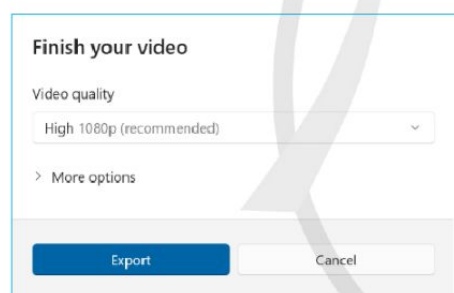 Finish your video
Video quality
High 1080p (recommended)
More options
Export Cancel